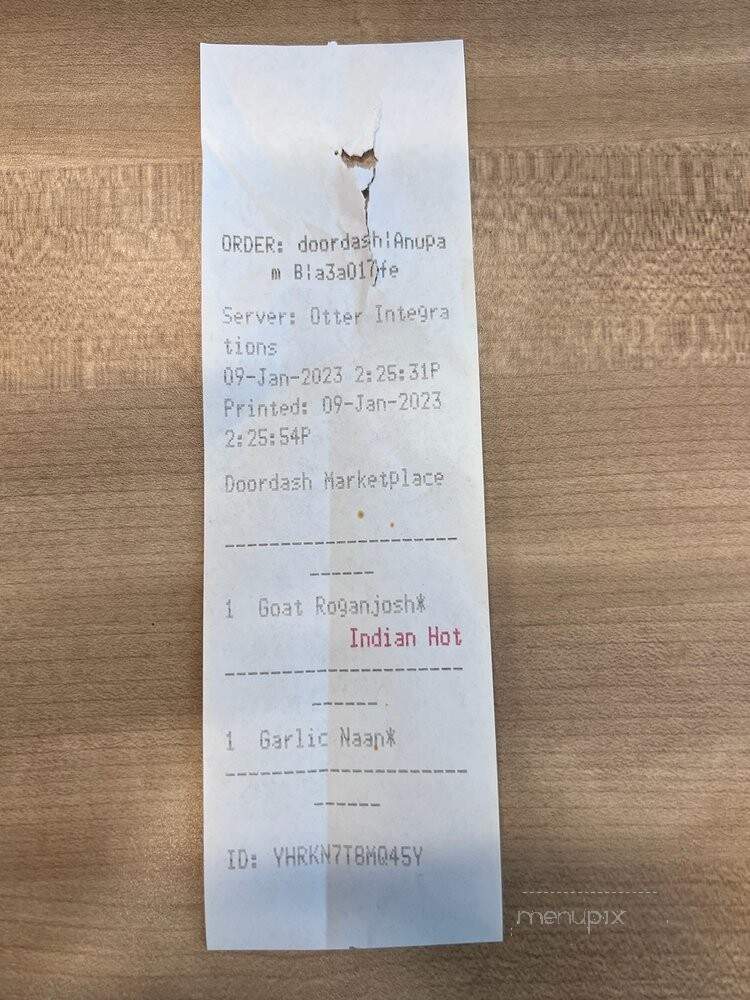 ORDER: doordash|Anupa
m B|a3a017fe
Server: Otter Integra
tions
09-Jan-2023 2:25:31P
Printed: 09-Jan-2023
2:25:54P
Doordash Marketplace
---------------------
------
1 Goat Roganjosh*
Indian Hot
----------------------
------
1 Garlic Naan*
----------------------
------
ID: YHRKN7T8MQ45Y
menupix